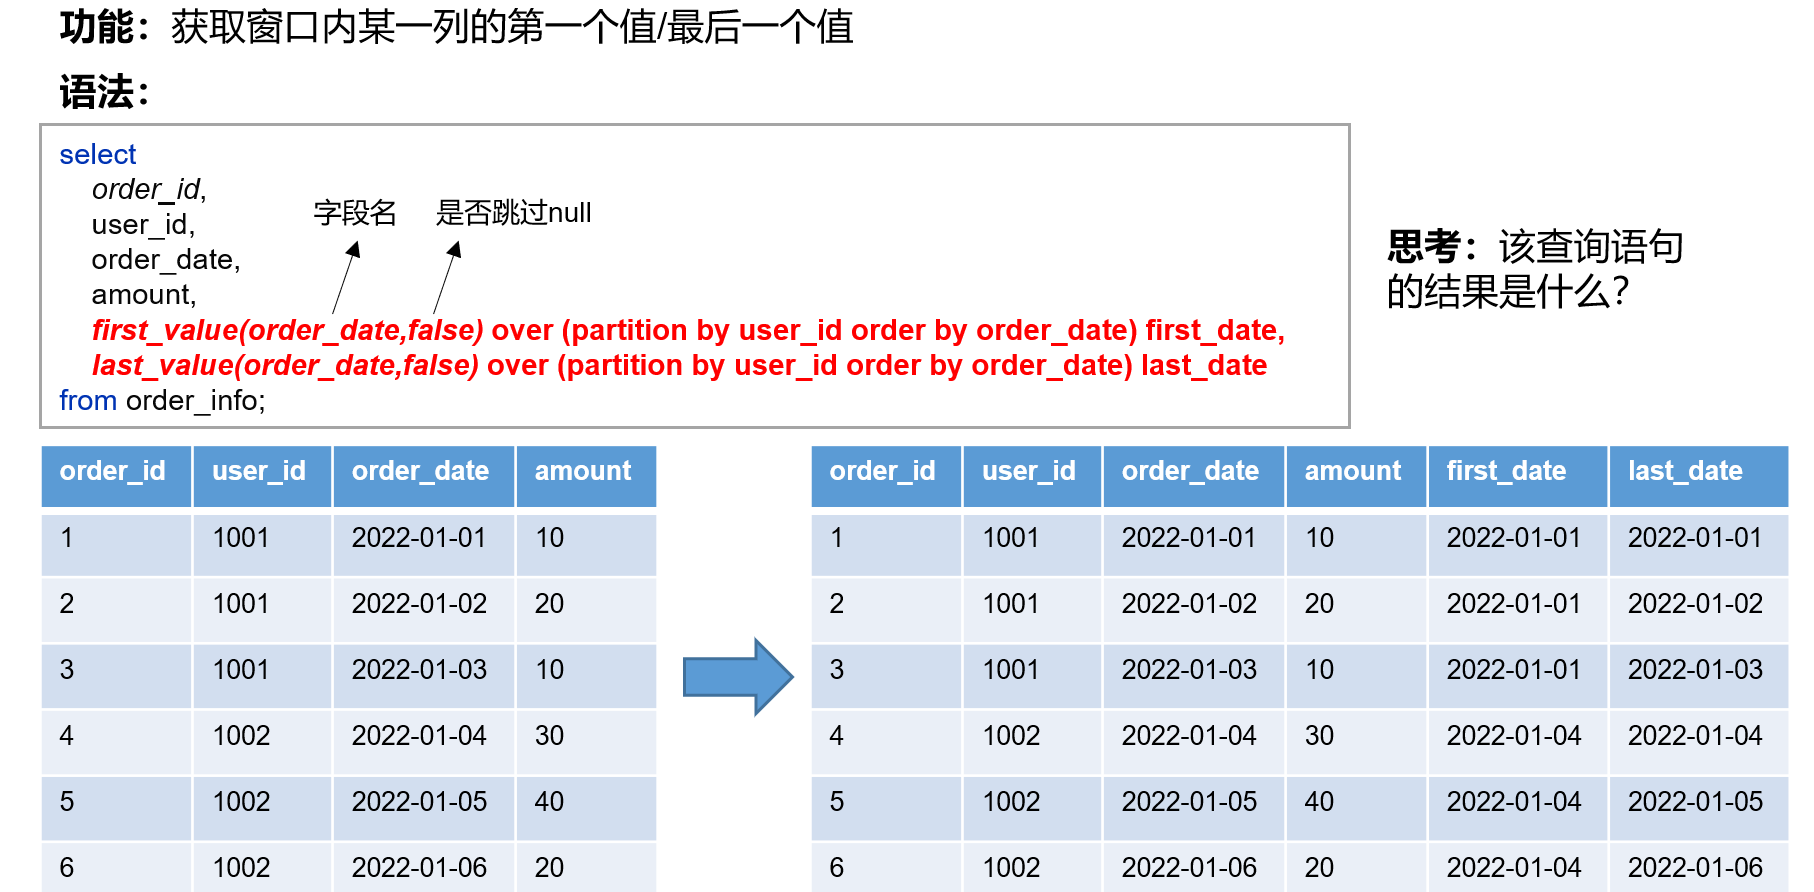 功能：获取窗口内某一列的第一个值/最后一个值
语法：
select
order_id,
字段名 是否跳过null
user_id,
order_date,
amount,
first_value(order_date,false) over (partition by user_id order by order_date) first_date,
last_value(order_date,false) over (partition by user_id order by order_date) last_date
from order_info;
思考：该查询语句
的结果是什么？
order_id user_id order_date amount
1 1001 2022-01-01 10
2 1001 2022-01-02 20
3 1001 2022-01-03 10
4 1002 2022-01-04 30
5 1002 2022-01-05 40
6 1002 2022-01-06 20
order_id user_id order_date amount first_date last_date
1 1001 2022-01-01 10 2022-01-01 2022-01-01
2 1001 2022-01-02 20 2022-01-01 2022-01-02
3 1001 2022-01-03 10 2022-01-01 2022-01-03
4 1002 2022-01-04 30 2022-01-04 2022-01-04
5 1002 2022-01-05 40 2022-01-04 2022-01-05
6 1002 2022-01-06 20 2022-01-04 2022-01-06